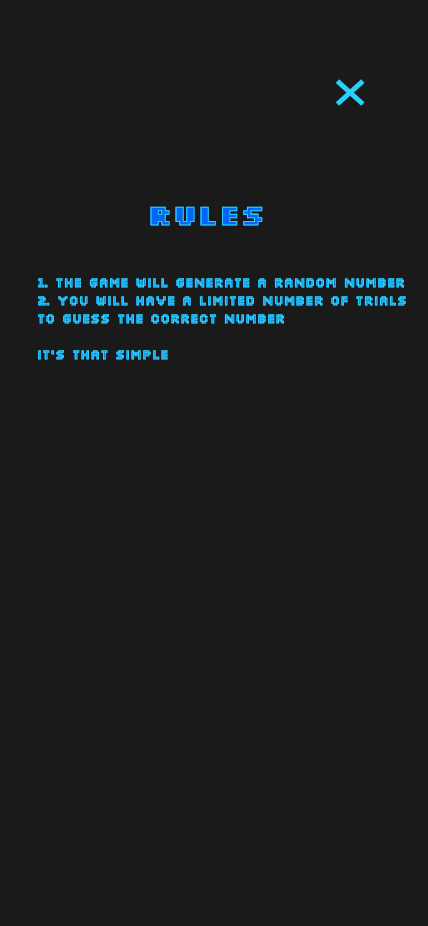 RULES
1. THE GAME WILL GENERATE A RANDOM NUMBER
2. YOU WILL HAVE A LIMITED NUMBER OF TRIALS
TO GUESS THE CORRECT NUMBER
IT'S THAT SIMPLE